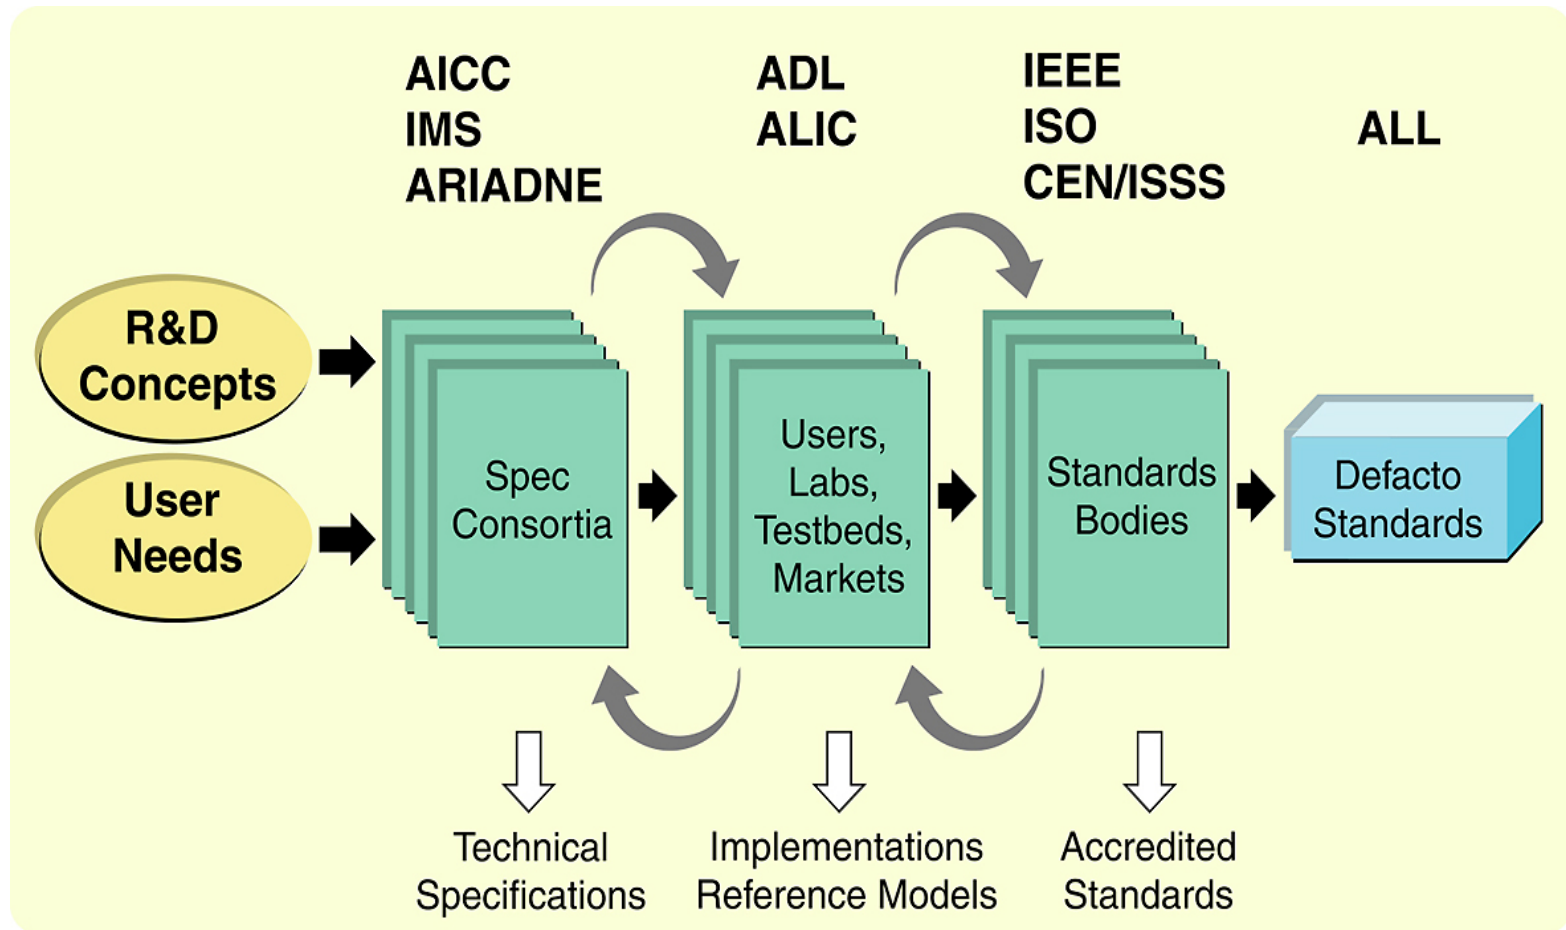 AICC
IMS
ARIADNE
ADL
ALIC
IEEE
ISO
CEN/ISSS
ALL
R&D
Concepts
User
Needs
Spec
Consortia
Users,
Labs,
Testbeds,
Markets
Standards
Bodies
Defacto
Standards
Technical
Specifications
Implementations
Reference Models
Accredited
Standards